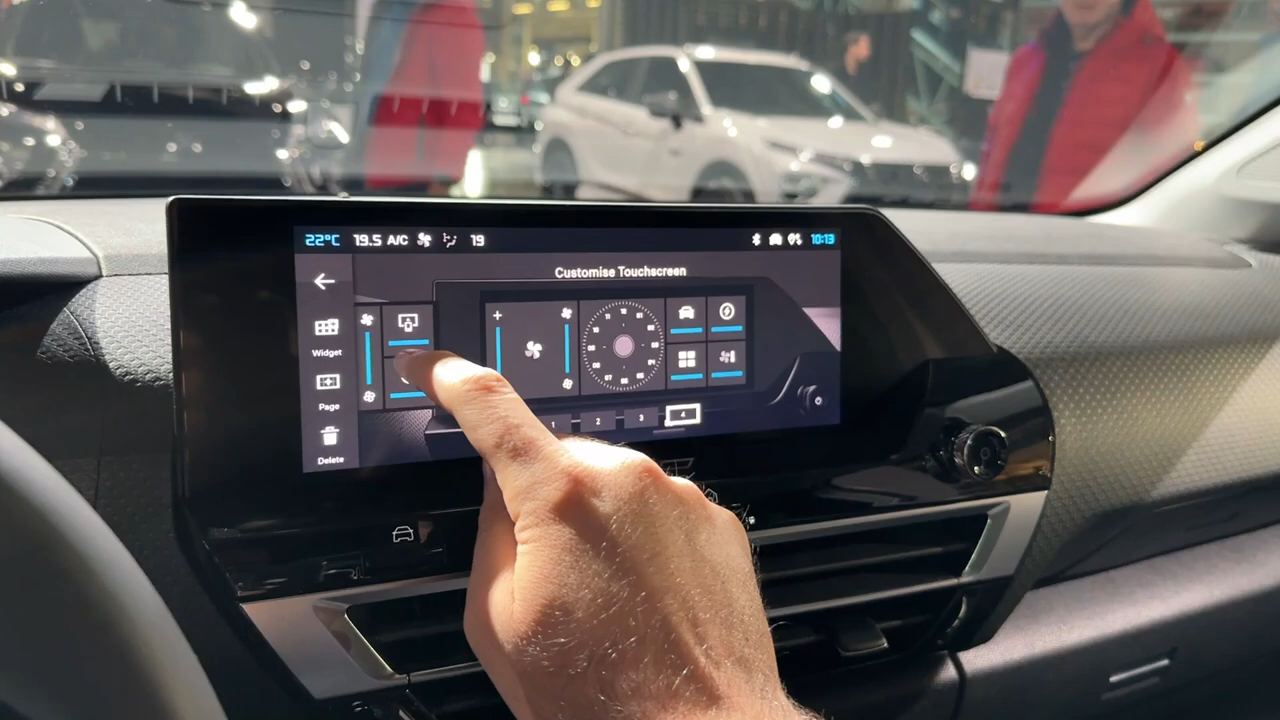 22°C 19.5 A/C 19 10:13
Customise Touchscreen
Widget
Page
Delete
1 2 3 4